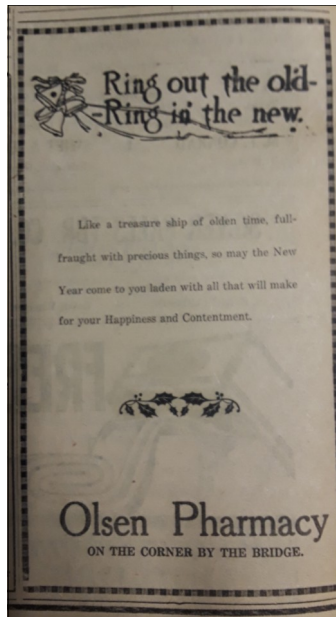 Ring out the old-
-Ring in the new.
Like a treasure ship of olden time, full-
fraught with precious things, so may the New
Year come to you laden with all that will make
for your Happiness and Contentment.
Olsen Pharmacy
ON THE CORNER BY THE BRIDGE.